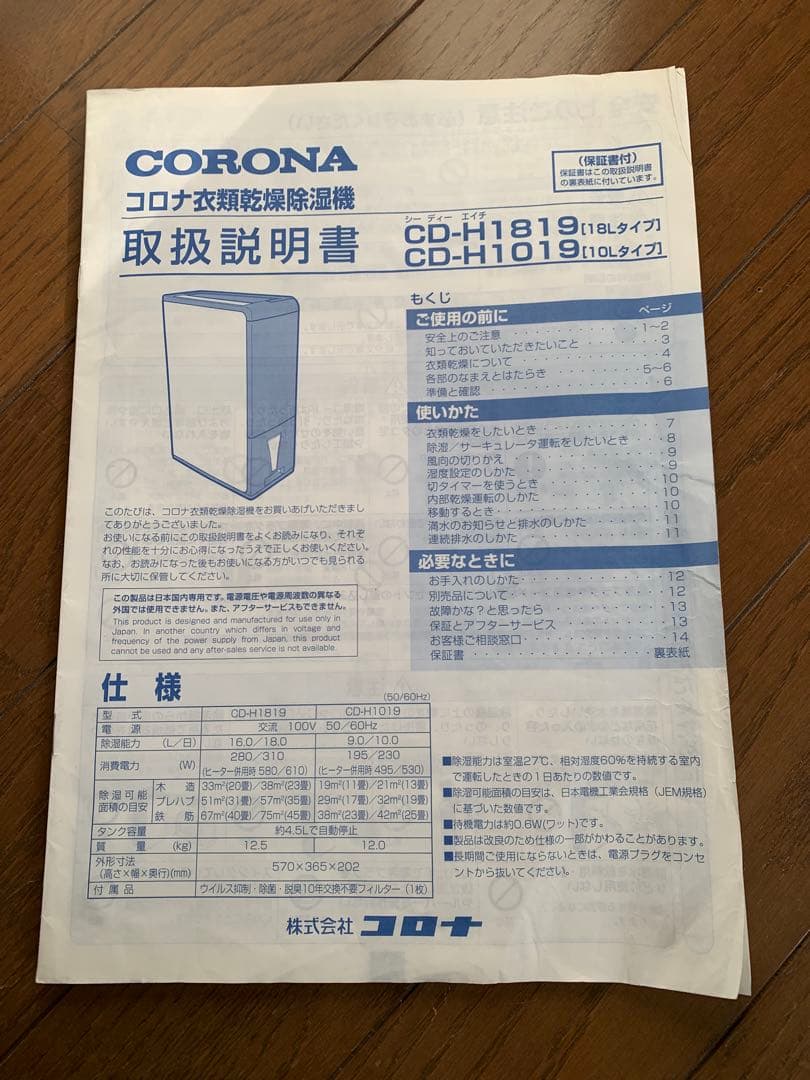 CORONA
コロナ衣類乾燥除湿機
取扱説明書
(保証書付)
保証書はこの取扱説明書
の裏表紙に付いています。
シー ディー エイチ
CD-H1819[18Lタイプ]
CD-H1019[10Lタイプ]
このたびは、コロナ衣類乾燥除湿機をお買いあげいただきまし
てありがとうございました。
お使いになる前にこの取扱説明書をよくお読みになり、それぞ
れの性能を十分にお心得になったうえで正しくお使いください。
なお、お読みになった後もお使いになる方がいつでも見られる
所に大切に保管してください。
この製品は日本国内専用です。電源電圧や電源周波数の異なる
外国では使用できません。また、アフターサービスもできません。
This product is designed and manufactured for use only in
Japan. In another country which differs in voltage and
frequency of the power supply from Japan, this product
cannot be used and any after-sales service is not available.
もくじ
ご使用の前に ページ
安全上のご注意 1~2
知っておいていただきたいこと 3
衣類乾燥について 4
各部のなまえとはたらき 5~6
準備と確認 6
使いかた
衣類乾燥をしたいとき 7
除湿/サーキュレータ運転をしたいとき 8
風向の切りかえ 9
湿度設定のしかた 9
切タイマーを使うとき 10
内部乾燥運転のしかた 10
移動するとき 10
満水のお知らせと排水のしかた 11
連続排水のしかた 11
必要なときに
お手入れのしかた 12
別売品について 12
故障かな?と思ったら 13
保証とアフターサービス 13
お客様ご相談窓口 14
保証書 裏表紙
仕様
(50/60Hz)
型式 CD-H1819 CD-H1019
電源 交流 100V 50/60Hz
除湿能力 (L/日) 16.0/18.0 9.0/10.0
消費電力 (W) 280/310 195/230
(ヒーター併用時580/610) (ヒーター併用時495/530)
除湿可能面積の目安 木造 33m²(20畳)/38m²(23畳) 19m²(11畳)/21m²(13畳)
プレハブ 51m²(31畳)/57m²(35畳) 29m²(17畳)/32m²(19畳)
鉄筋 67m²(40畳)/75m²(45畳) 38m²(23畳)/42m²(25畳)
タンク容量 約4.5Lで自動停止
質量 (kg) 12.5 12.0
外形寸法
(高さ×幅×奥行)(mm) 570×365×202
付属品 ウイルス抑制・除菌・脱臭10年交換不要フィルター(1枚)
■除湿能力は室温27℃、相対湿度60%を持続する室内
で運転したときの1日あたりの数値です。
■除湿可能面積の目安は、日本電機工業会規格(JEM規格)
に基づいた数値です。
■待機電力は約0.6W(ワット)です。
■製品は改良のため仕様の一部がかわることがあります。
■長期間ご使用にならないときは、電源プラグをコンセ
ントから抜いてください。
株式会社 コロナ